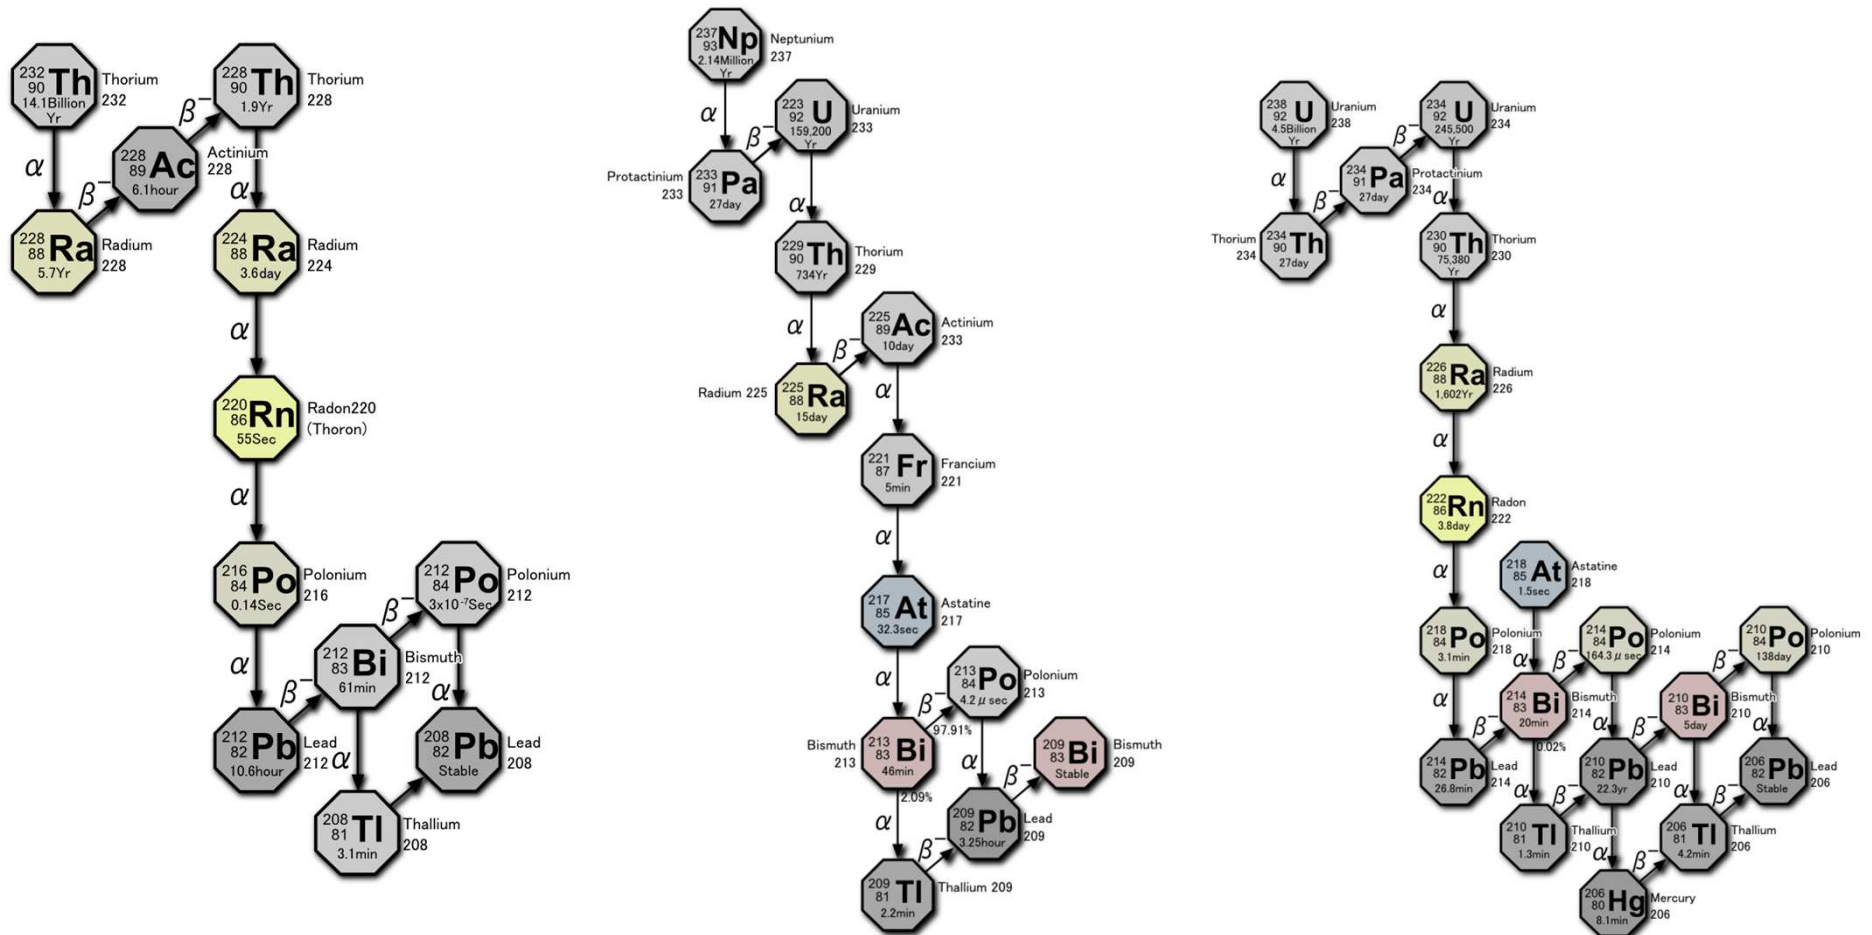 232
90 Th
14.1Billion
Yr
Thorium
232
α
228
88 Ra
5.7Yr
Radium
228
β⁻
228
89 Ac
6.1hour
Actinium
228
β⁻
228
90 Th
1.9Yr
Thorium
228
α
224
88 Ra
3.6day
Radium
224
α
220
86 Rn
55Sec
Radon220
(Thoron)
α
216
84 Po
0.14Sec
Polonium
216
α
212
82 Pb
10.6hour
Lead
212
β⁻
212
83 Bi
61min
Bismuth
212
β⁻
212
84 Po
3x10⁻⁷Sec
Polonium
212
α
α
208
82 Pb
Stable
Lead
208
208
81 Tl
3.1min
Thallium
208
237
93 Np
2.14Million
Yr
Neptunium
237
α
Protactinium
233
233
91 Pa
27day
β⁻
223
92 U
159,200
Yr
Uranium
233
α
229
90 Th
734Yr
Thorium
229
α
Radium 225
225
88 Ra
15day
β⁻
225
89 Ac
10day
Actinium
233
α
221
87 Fr
5min
Francium
221
α
217
85 At
32.3sec
Astatine
217
α
Bismuth
213
213
83 Bi
46min
β⁻
97.91%
213
84 Po
4.2μsec
Polonium
213
α
2.09%
α
209
81 Tl
2.2min
Thallium 209
β⁻
209
82 Pb
3.25hour
Lead
209
β⁻
209
83 Bi
Stable
Bismuth
209
238
92 U
4.5Billion
Yr
Uranium
238
α
Thorium
234
234
90 Th
27day
β⁻
234
91 Pa
27day
Protactinium
234
β⁻
234
92 U
245,500
Yr
Uranium
234
α
230
90 Th
75,380
Yr
Thorium
230
α
226
88 Ra
1,602Yr
Radium
226
α
222
86 Rn
3.8day
Radon
222
α
218
84 Po
3.1min
Polonium
218
218
85 At
1.5sec
Astatine
218
α
α
214
82 Pb
26.8min
Lead
214
β⁻
214
83 Bi
20min
Bismuth
214
β⁻
0.02%
214
84 Po
164.3μsec
Polonium
214
α
α
210
81 Tl
1.3min
Thallium
210
β⁻
210
82 Pb
22.3yr
Lead
210
β⁻
210
83 Bi
5day
Bismuth
210
β⁻
210
84 Po
138day
Polonium
210
α
α
α
206
80 Hg
8.1min
Mercury
206
β⁻
206
81 Tl
4.2min
Thallium
206
β⁻
206
82 Pb
Stable
Lead
206